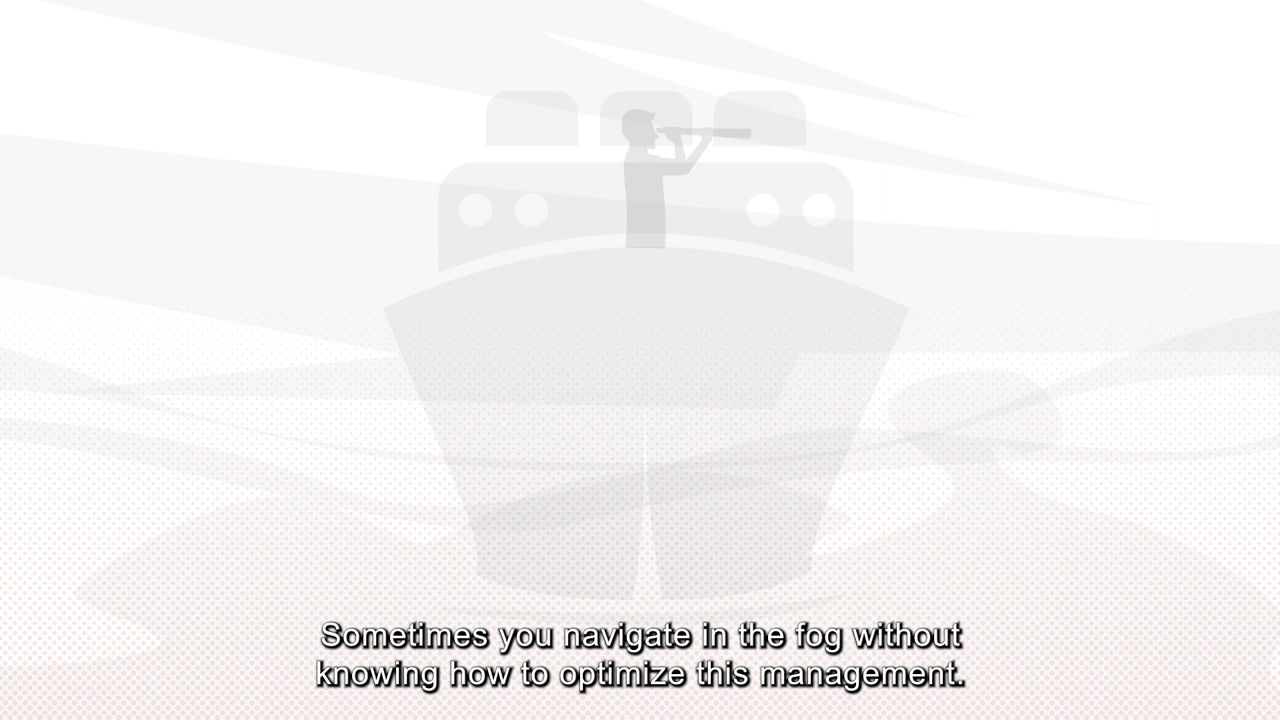 Sometimes you navigate in the fog without
knowing how to optimize this management.